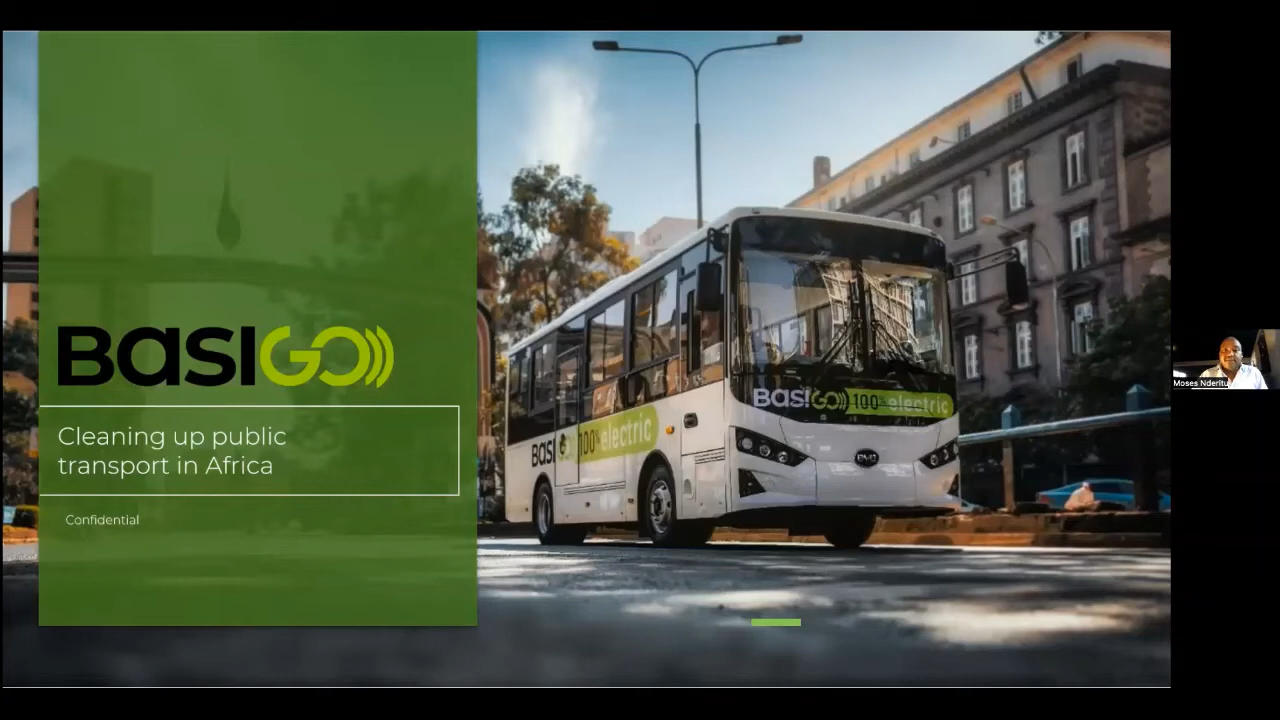 BasiGO
Cleaning up public
transport in Africa
Confidential
BasiGO 100% electric
BYD
BasiGO 100% electric
Moses Nderitu